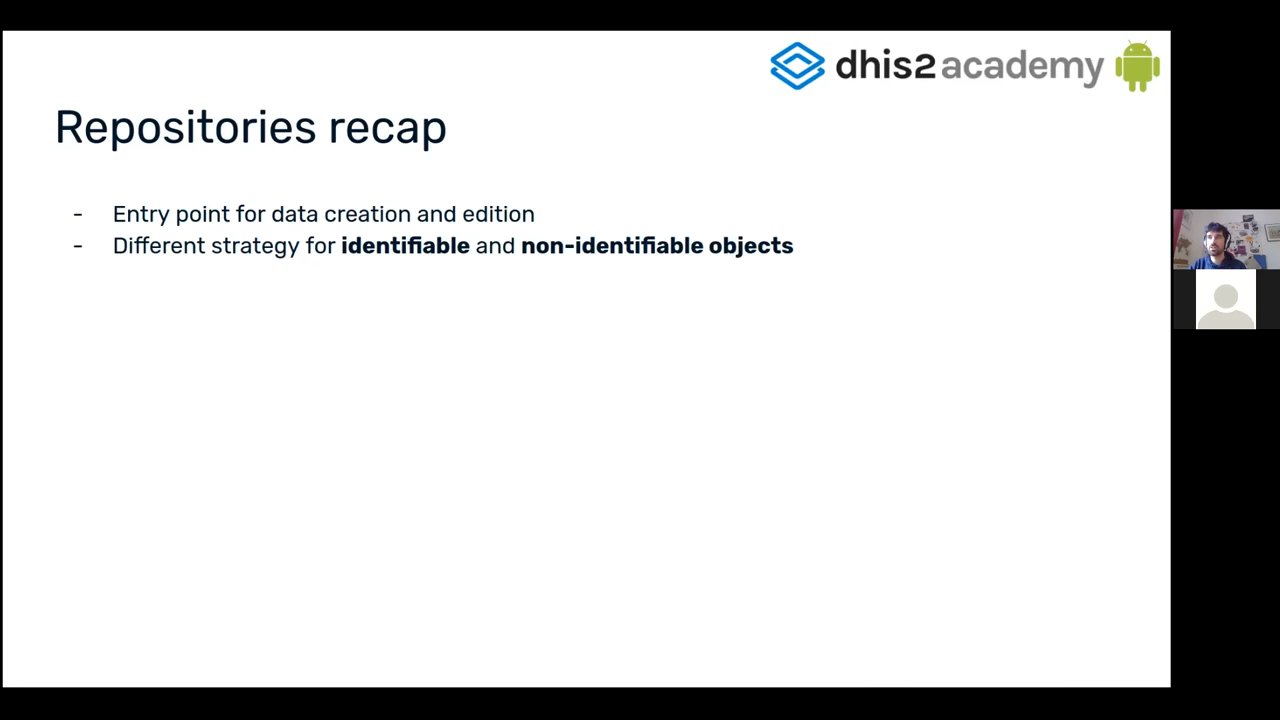 dhis2 academy
Repositories recap
- Entry point for data creation and edition
- Different strategy for identifiable and non-identifiable objects